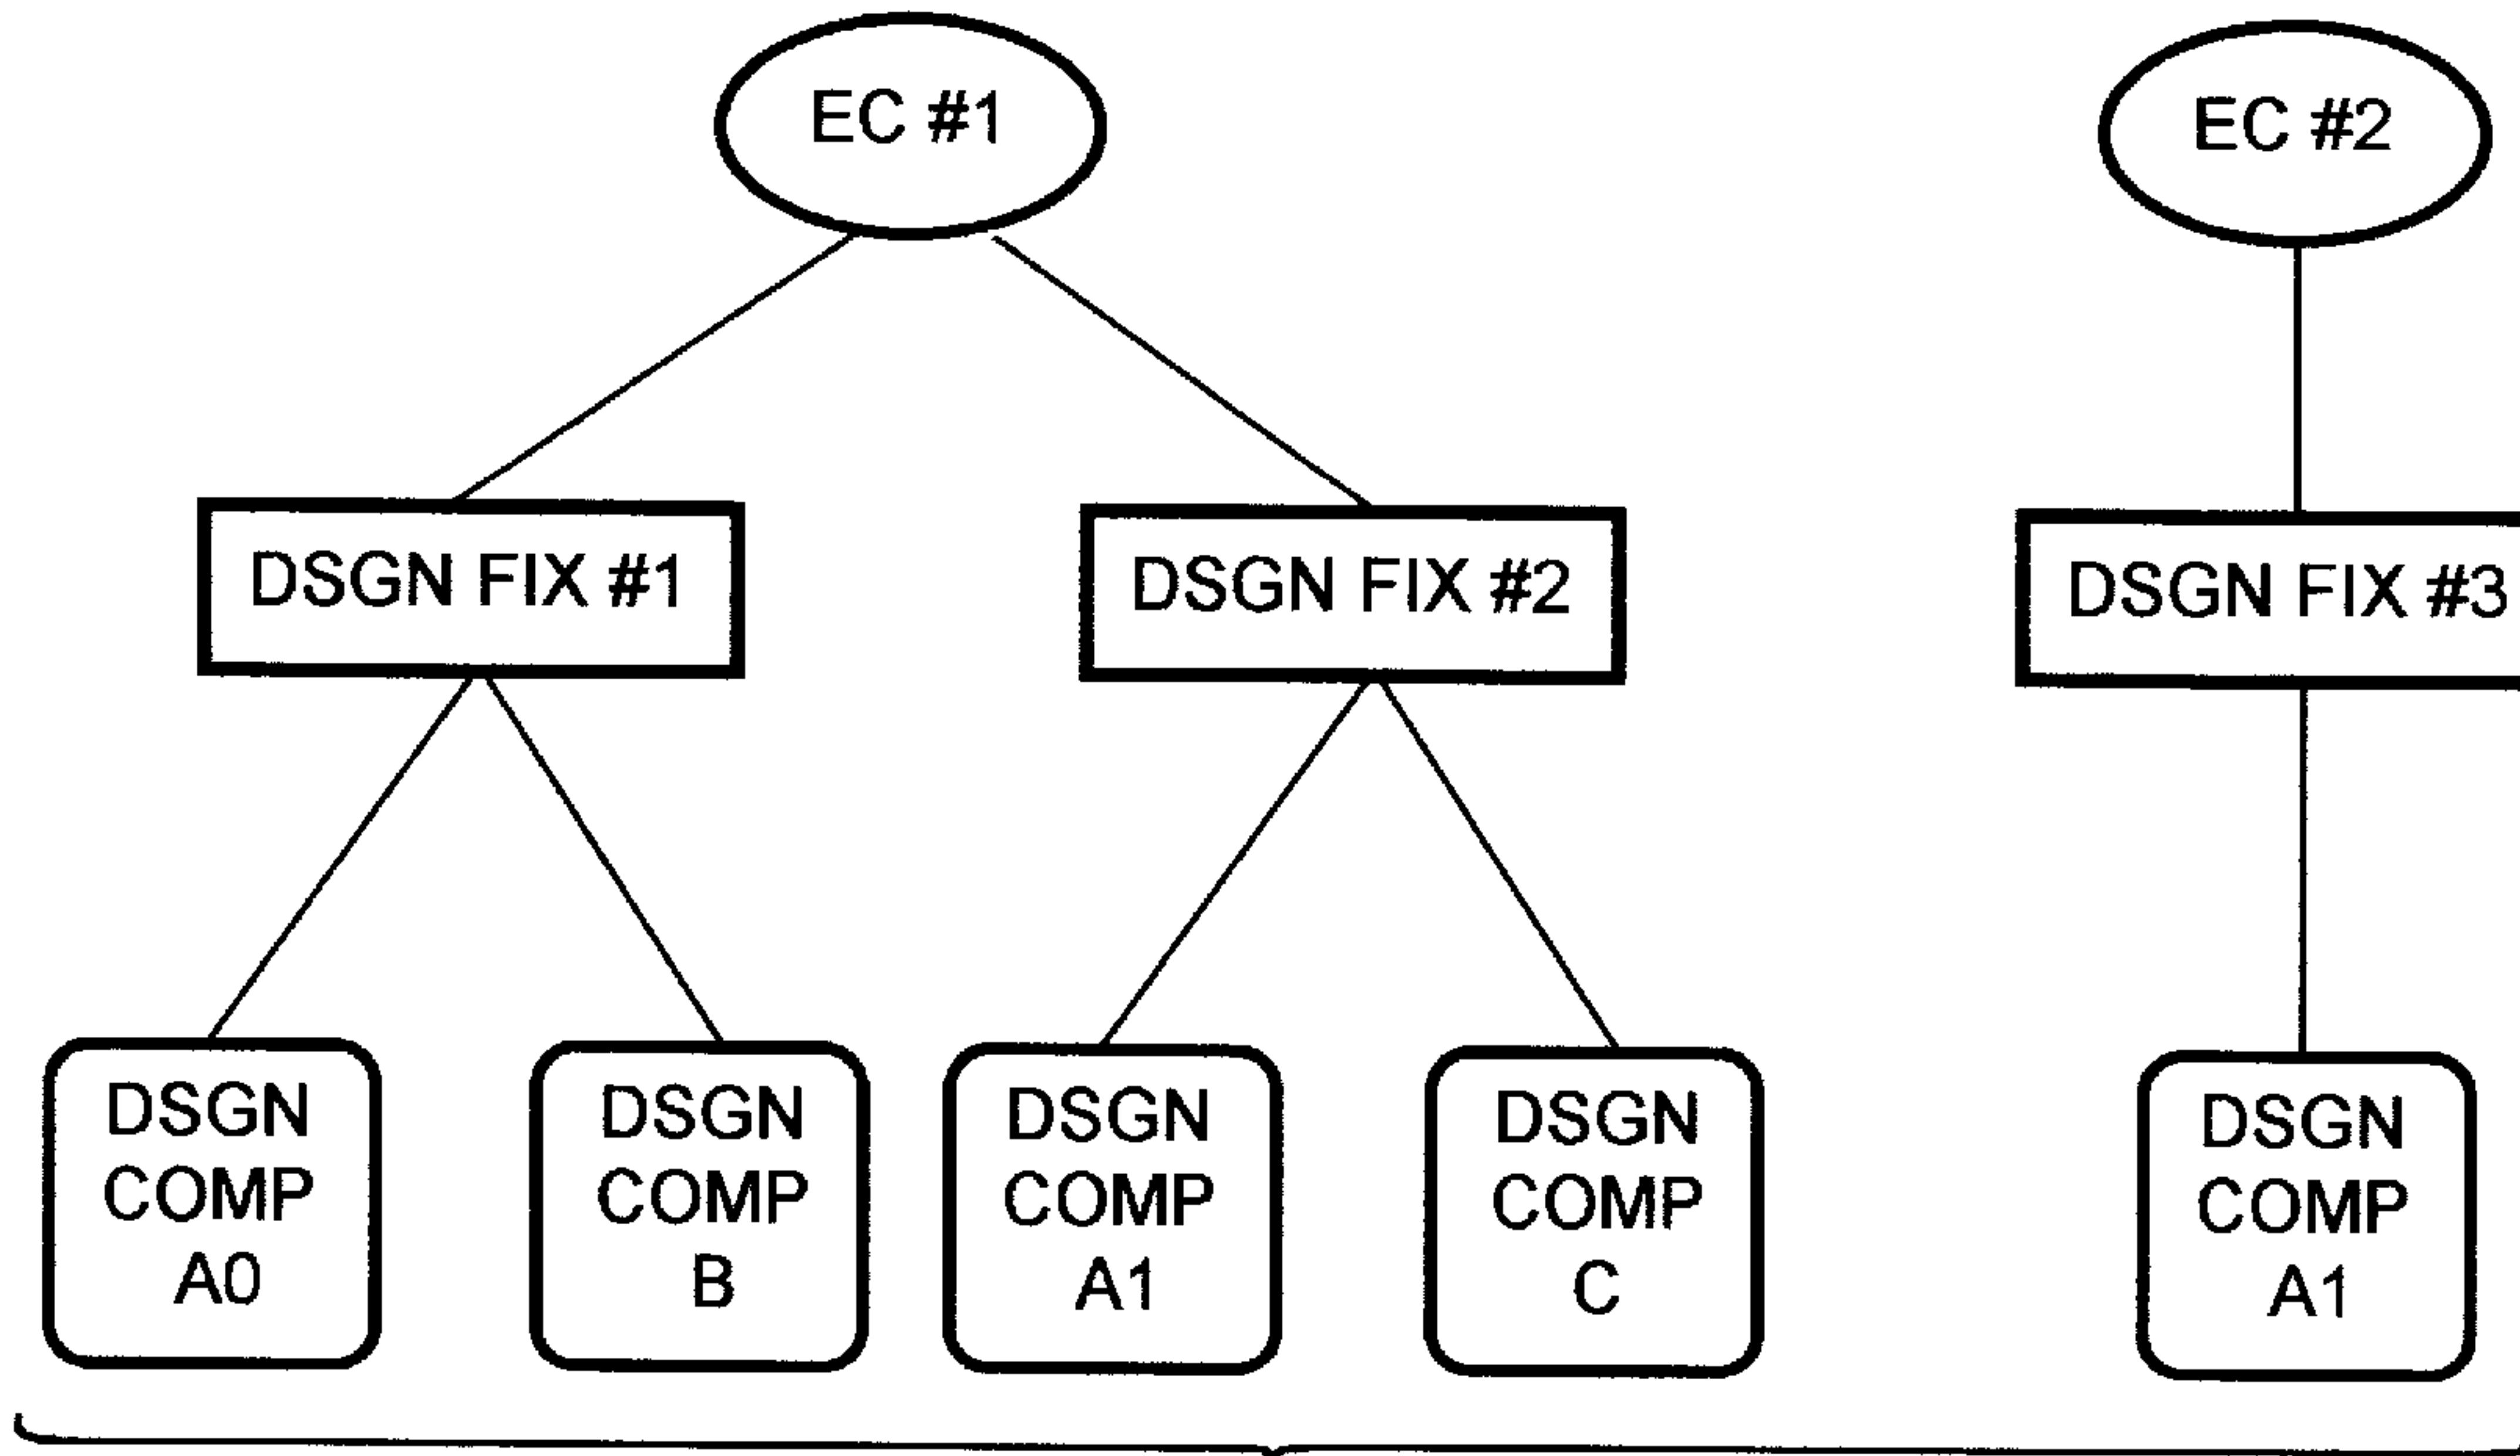 EC #1
EC #2
DSGN FIX #1
DSGN FIX #2
DSGN FIX #3
DSGN
COMP
A0
DSGN
COMP
B
DSGN
COMP
A1
DSGN
COMP
C
DSGN
COMP
A1